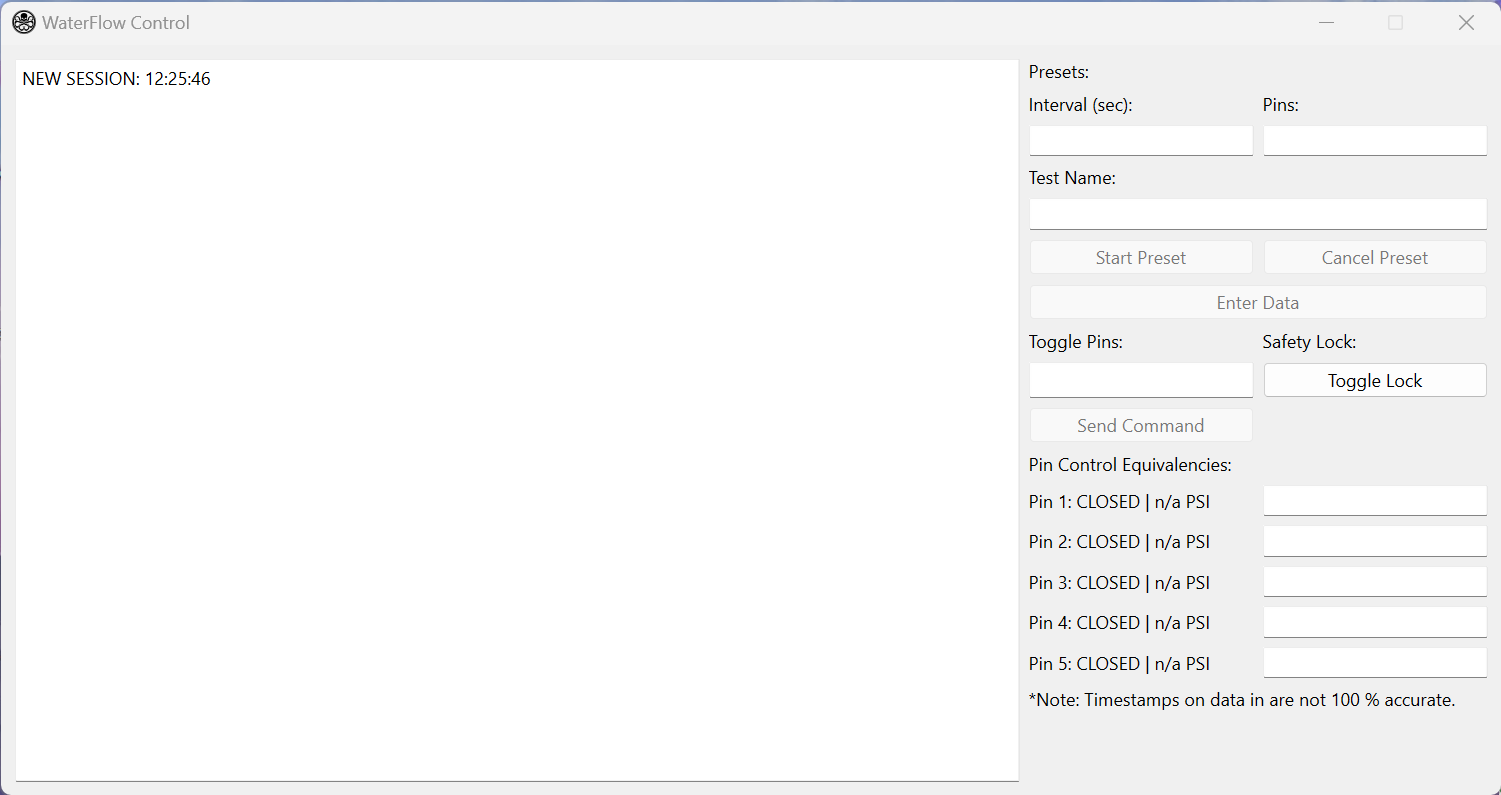 WaterFlow Control
NEW SESSION: 12:25:46
Presets:
Interval (sec):
Pins:
Test Name:
Start Preset
Cancel Preset
Enter Data
Toggle Pins:
Safety Lock:
Toggle Lock
Send Command
Pin Control Equivalencies:
Pin 1: CLOSED | n/a PSI
Pin 2: CLOSED | n/a PSI
Pin 3: CLOSED | n/a PSI
Pin 4: CLOSED | n/a PSI
Pin 5: CLOSED | n/a PSI
*Note: Timestamps on data in are not 100 % accurate.